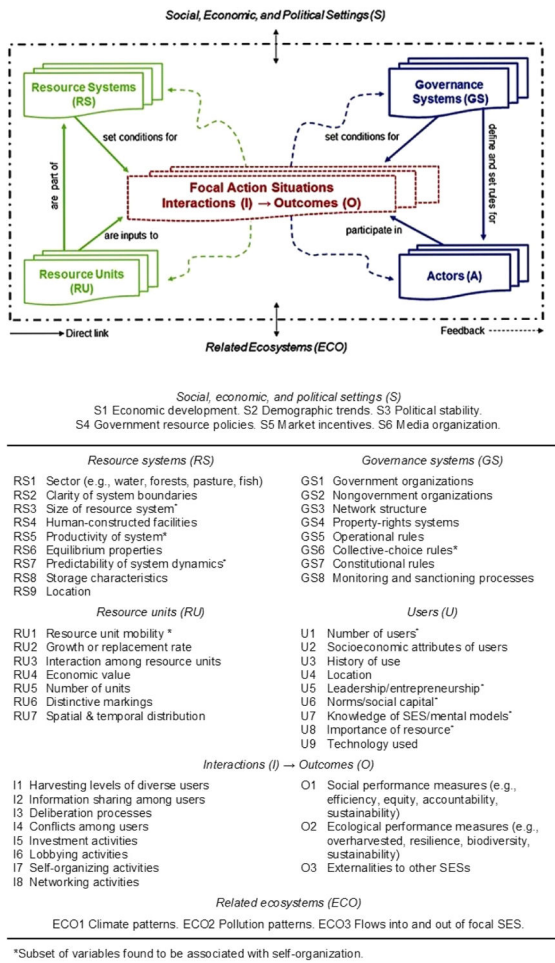 Social, Economic, and Political Settings (S)
Resource Systems
(RS)
Governance
Systems (GS)
set conditions for
set conditions for
are part of
define and set rules for
Focal Action Situations
Interactions (I) → Outcomes (O)
are inputs to
participate in
Resource Units
(RU)
Actors (A)
Direct link
Feedback
Related Ecosystems (ECO)
Social, economic, and political settings (S)
S1 Economic development. S2 Demographic trends. S3 Political stability.
S4 Government resource policies. S5 Market incentives. S6 Media organization.
Resource systems (RS)
RS1 Sector (e.g., water, forests, pasture, fish)
RS2 Clarity of system boundaries
RS3 Size of resource system*
RS4 Human-constructed facilities
RS5 Productivity of system*
RS6 Equilibrium properties
RS7 Predictability of system dynamics*
RS8 Storage characteristics
RS9 Location
Governance systems (GS)
GS1 Government organizations
GS2 Nongovernment organizations
GS3 Network structure
GS4 Property-rights systems
GS5 Operational rules
GS6 Collective-choice rules*
GS7 Constitutional rules
GS8 Monitoring and sanctioning processes
Resource units (RU)
RU1 Resource unit mobility *
RU2 Growth or replacement rate
RU3 Interaction among resource units
RU4 Economic value
RU5 Number of units
RU6 Distinctive markings
RU7 Spatial & temporal distribution
Users (U)
U1 Number of users*
U2 Socioeconomic attributes of users
U3 History of use
U4 Location
U5 Leadership/entrepreneurship*
U6 Norms/social capital*
U7 Knowledge of SES/mental models*
U8 Importance of resource*
U9 Technology used
Interactions (I) → Outcomes (O)
I1 Harvesting levels of diverse users
I2 Information sharing among users
I3 Deliberation processes
I4 Conflicts among users
I5 Investment activities
I6 Lobbying activities
I7 Self-organizing activities
I8 Networking activities
O1 Social performance measures (e.g.,
efficiency, equity, accountability,
sustainability)
O2 Ecological performance measures (e.g.,
overharvested, resilience, biodiversity,
sustainability)
O3 Externalities to other SESs
Related ecosystems (ECO)
ECO1 Climate patterns. ECO2 Pollution patterns. ECO3 Flows into and out of focal SES.
*Subset of variables found to be associated with self-organization.